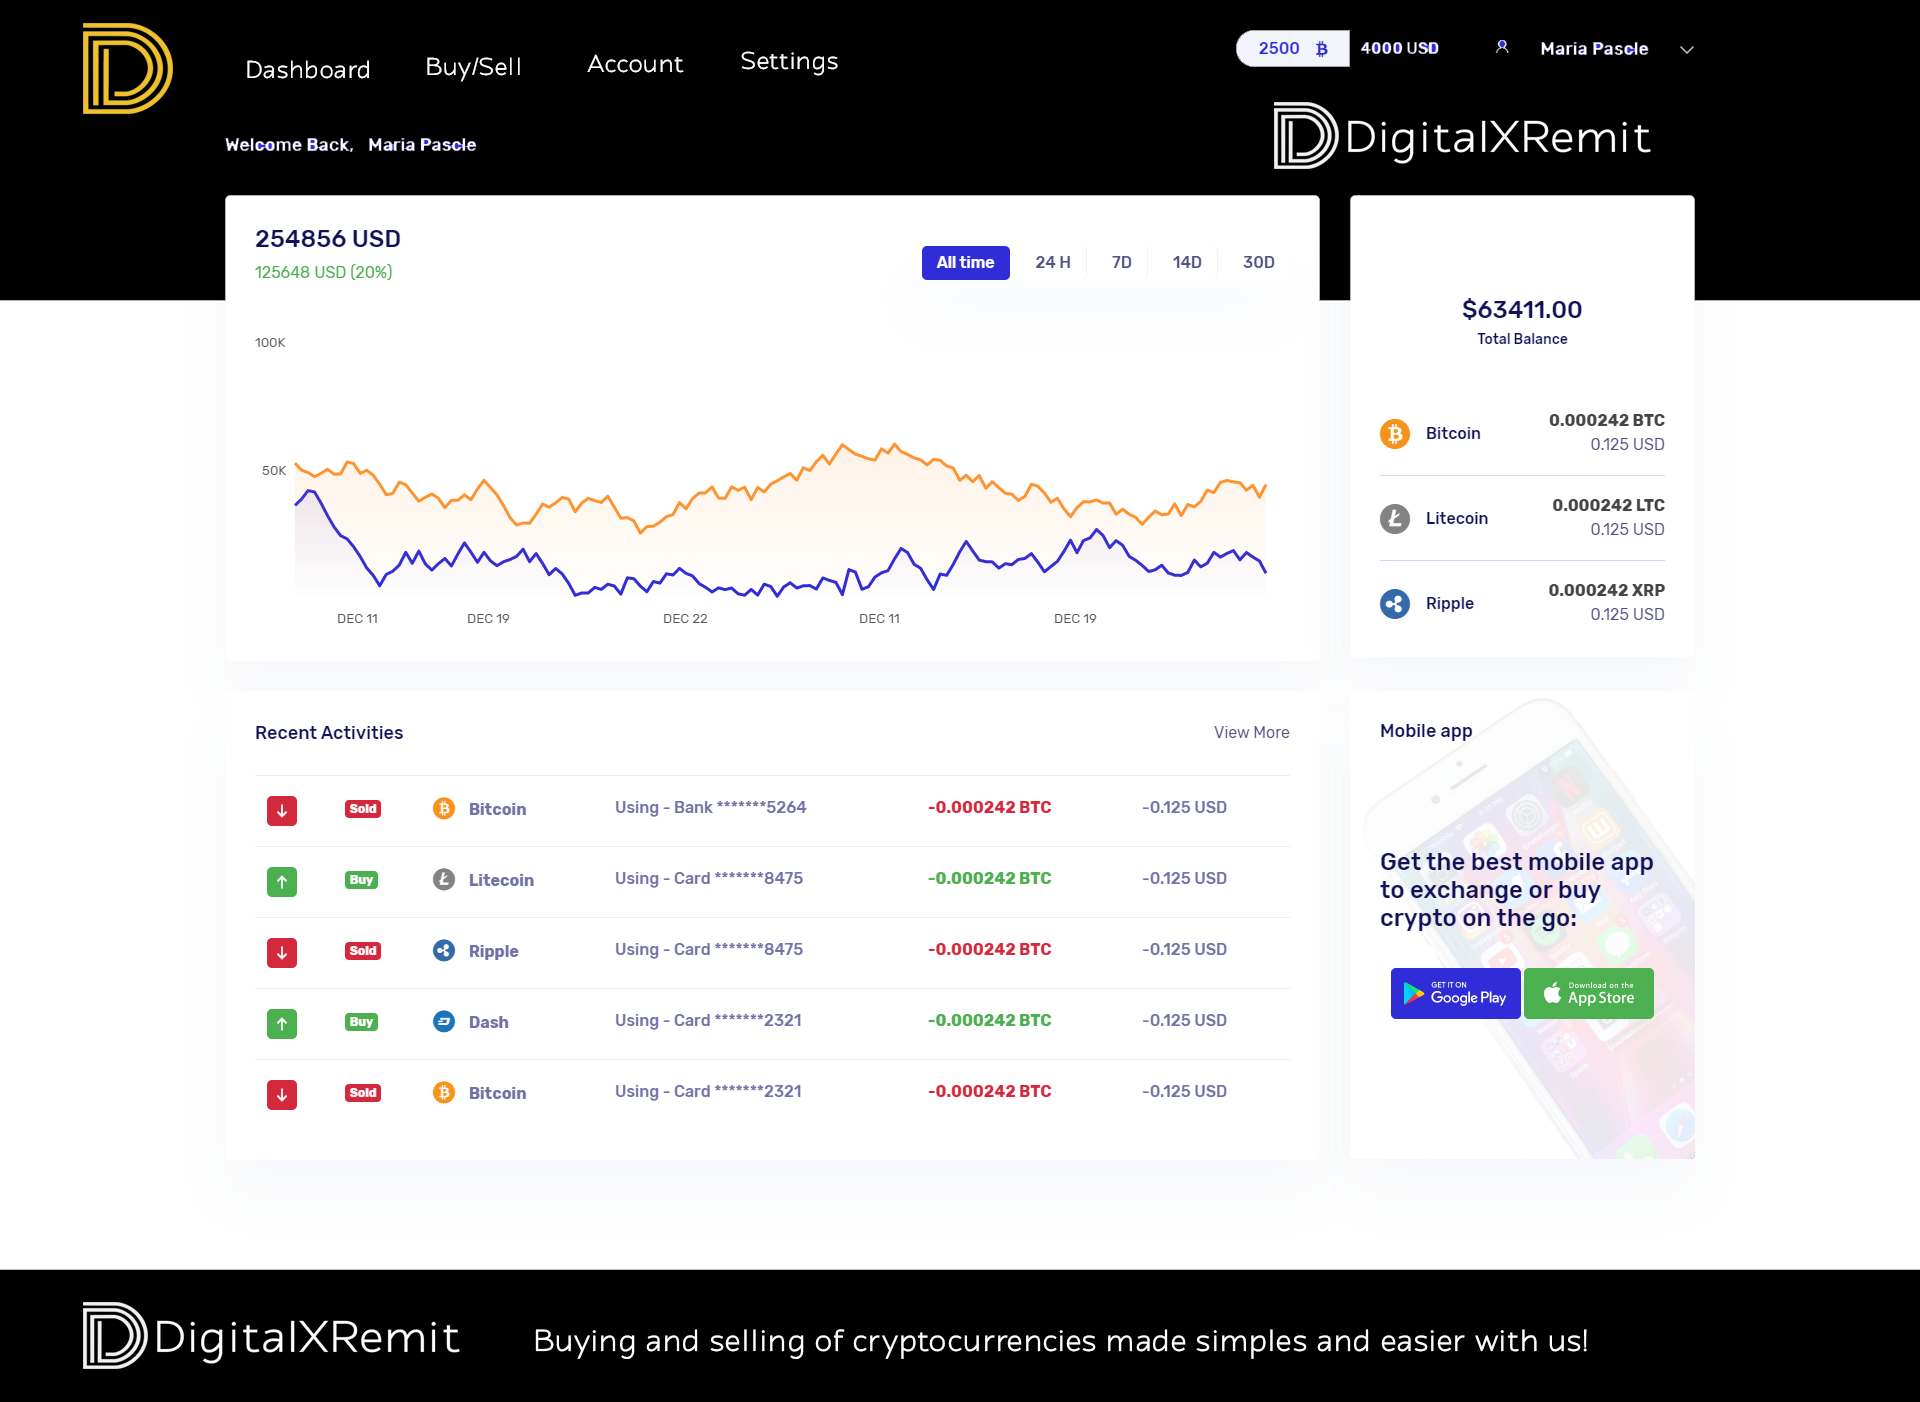 Dashboard
Buy/Sell
Account
Settings
2500
4000 USD
Maria Pascle
Welcome Back, Maria Pascle
DigitalXRemit
254856 USD
125648 USD (20%)
All time
24 H
7D
14D
30D
100K
50K
DEC 11
DEC 19
DEC 22
DEC 11
DEC 19
$63411.00
Total Balance
Bitcoin
0.000242 BTC
0.125 USD
Litecoin
0.000242 LTC
0.125 USD
Ripple
0.000242 XRP
0.125 USD
Recent Activities
View More
Sold Bitcoin Using - Bank *******5264 -0.000242 BTC -0.125 USD
Buy Litecoin Using - Card *******8475 -0.000242 BTC -0.125 USD
Sold Ripple Using - Card *******8475 -0.000242 BTC -0.125 USD
Buy Dash Using - Card *******2321 -0.000242 BTC -0.125 USD
Sold Bitcoin Using - Card *******2321 -0.000242 BTC -0.125 USD
Mobile app
Get the best mobile app
to exchange or buy
crypto on the go:
GET IT ON
Google Play
Download on the
App Store
DigitalXRemit
Buying and selling of cryptocurrencies made simples and easier with us!